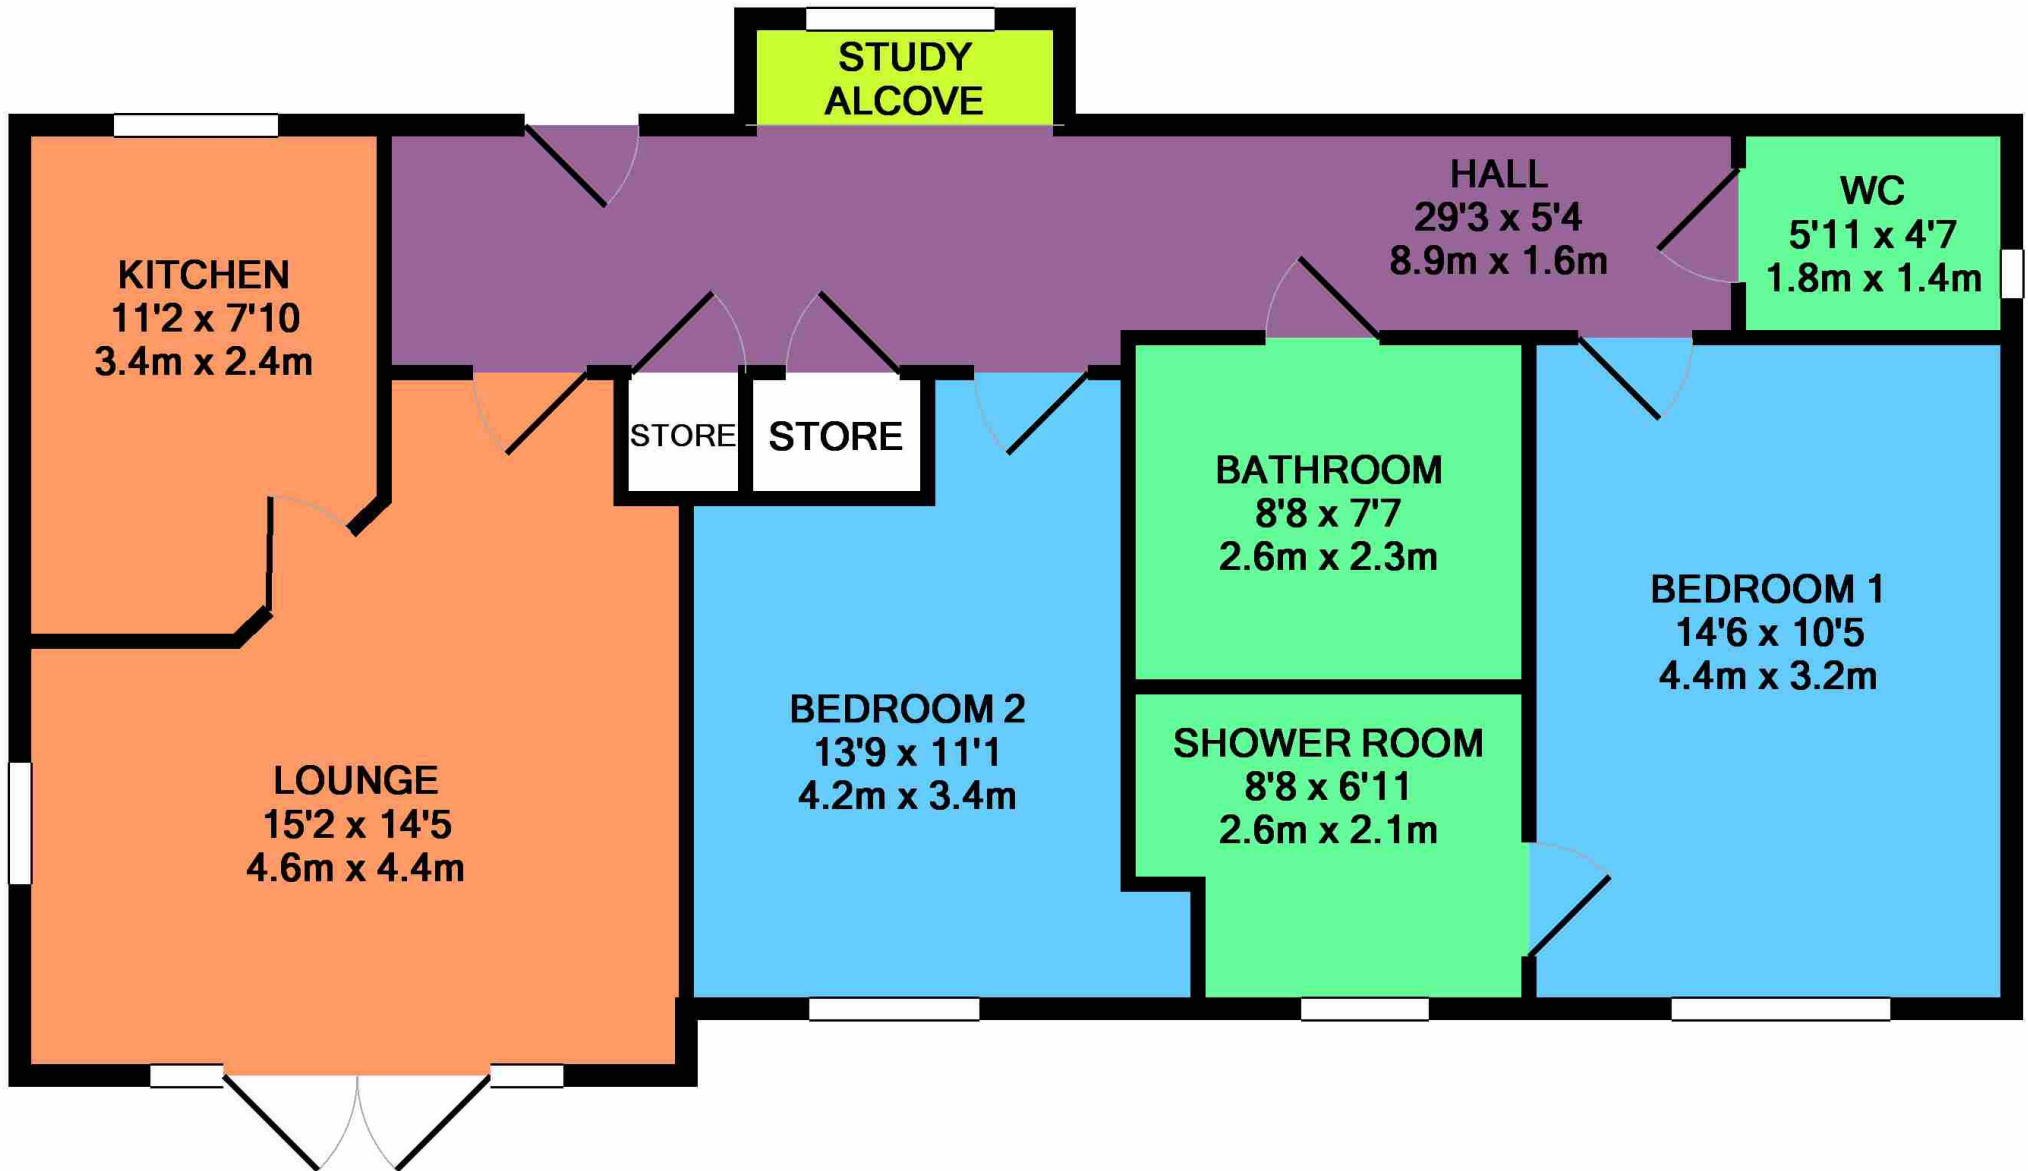 STUDY
ALCOVE
HALL
29'3 x 5'4
8.9m x 1.6m
WC
5'11 x 4'7
1.8m x 1.4m
KITCHEN
11'2 x 7'10
3.4m x 2.4m
STORE
STORE
BATHROOM
8'8 x 7'7
2.6m x 2.3m
BEDROOM 1
14'6 x 10'5
4.4m x 3.2m
BEDROOM 2
13'9 x 11'1
4.2m x 3.4m
SHOWER ROOM
8'8 x 6'11
2.6m x 2.1m
LOUNGE
15'2 x 14'5
4.6m x 4.4m